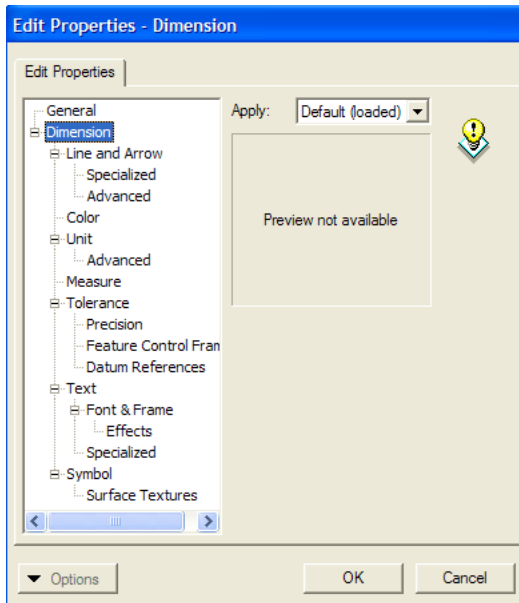 Edit Properties - Dimension
Edit Properties
General
Dimension
Line and Arrow
Specialized
Advanced
Color
Unit
Advanced
Measure
Tolerance
Precision
Feature Control Fran
Datum References
Text
Font & Frame
Effects
Specialized
Symbol
Surface Textures
Apply: Default (loaded)
Preview not available
Options OK Cancel